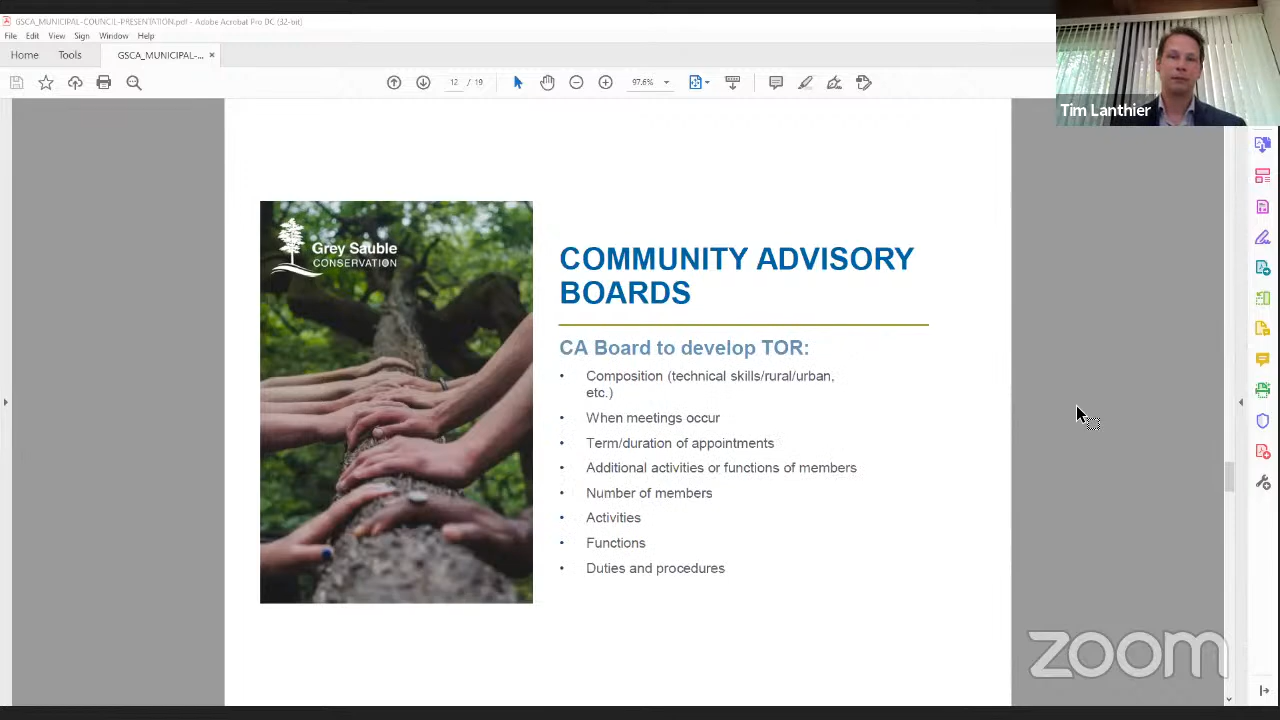 GSCA_MUNICIPAL-COUNCIL-PRESENTATION.pdf - Adobe Acrobat Pro DC (32-bit)
File Edit View Sign Window Help
Home Tools GSCA_MUNICIPAL-... ×
12 / 19 97.6%
Tim Lanthier
Grey Sauble
CONSERVATION
COMMUNITY ADVISORY
BOARDS
CA Board to develop TOR:
• Composition (technical skills/rural/urban,
etc.)
• When meetings occur
• Term/duration of appointments
• Additional activities or functions of members
• Number of members
• Activities
• Functions
• Duties and procedures
zoom